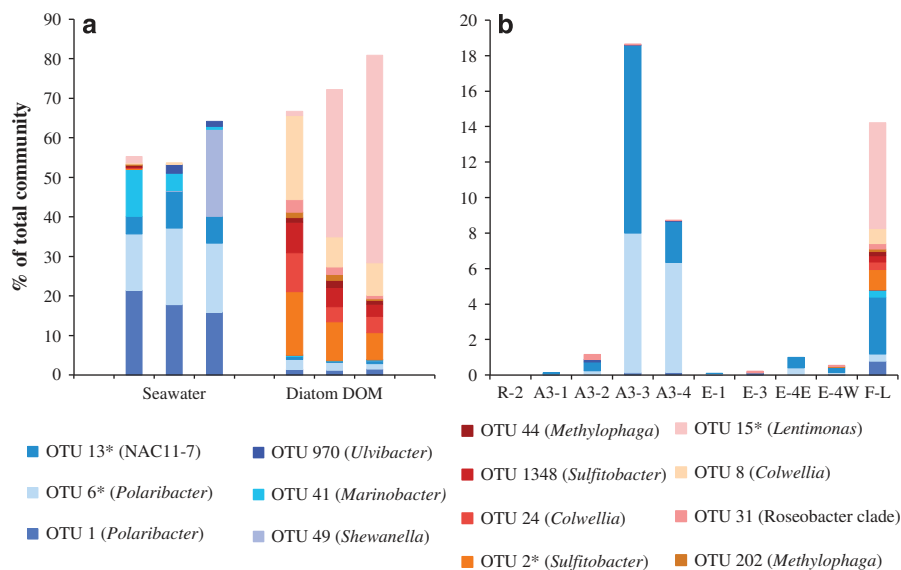 a
b
% of total community
90
80
70
60
50
40
30
20
10
0
Seawater
Diatom DOM
20
18
16
14
12
10
8
6
4
2
0
R-2 A3-1 A3-2 A3-3 A3-4 E-1 E-3 E-4E E-4W F-L
OTU 13* (NAC11-7)
OTU 6* (Polaribacter)
OTU 1 (Polaribacter)
OTU 970 (Ulvibacter)
OTU 41 (Marinobacter)
OTU 49 (Shewanella)
OTU 44 (Methylophaga)
OTU 1348 (Sulfitobacter)
OTU 24 (Colwellia)
OTU 2* (Sulfitobacter)
OTU 15* (Lentimonas)
OTU 8 (Colwellia)
OTU 31 (Roseobacter clade)
OTU 202 (Methylophaga)